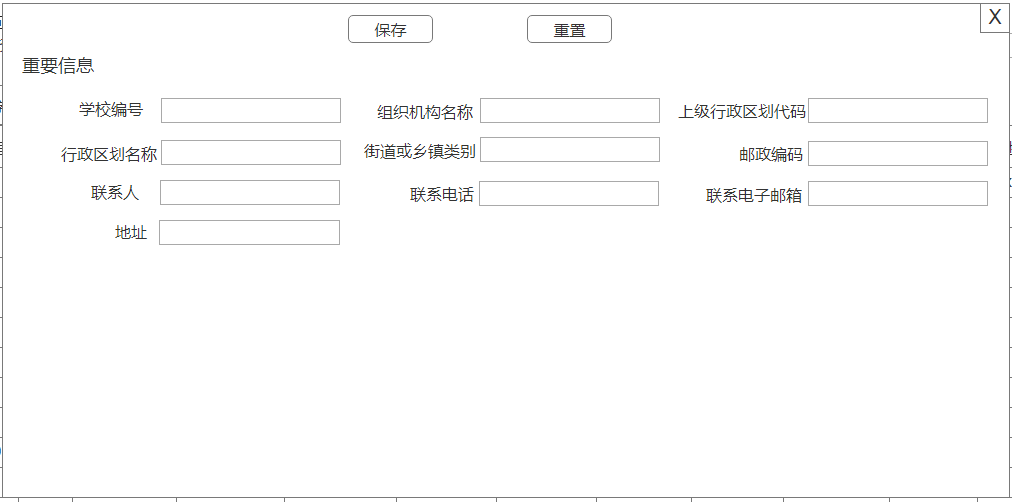 保存 重置 X
重要信息
学校编号 组织机构名称 上级行政区划代码
行政区划名称 街道或乡镇类别 邮政编码
联系人 联系电话 联系电子邮箱
地址